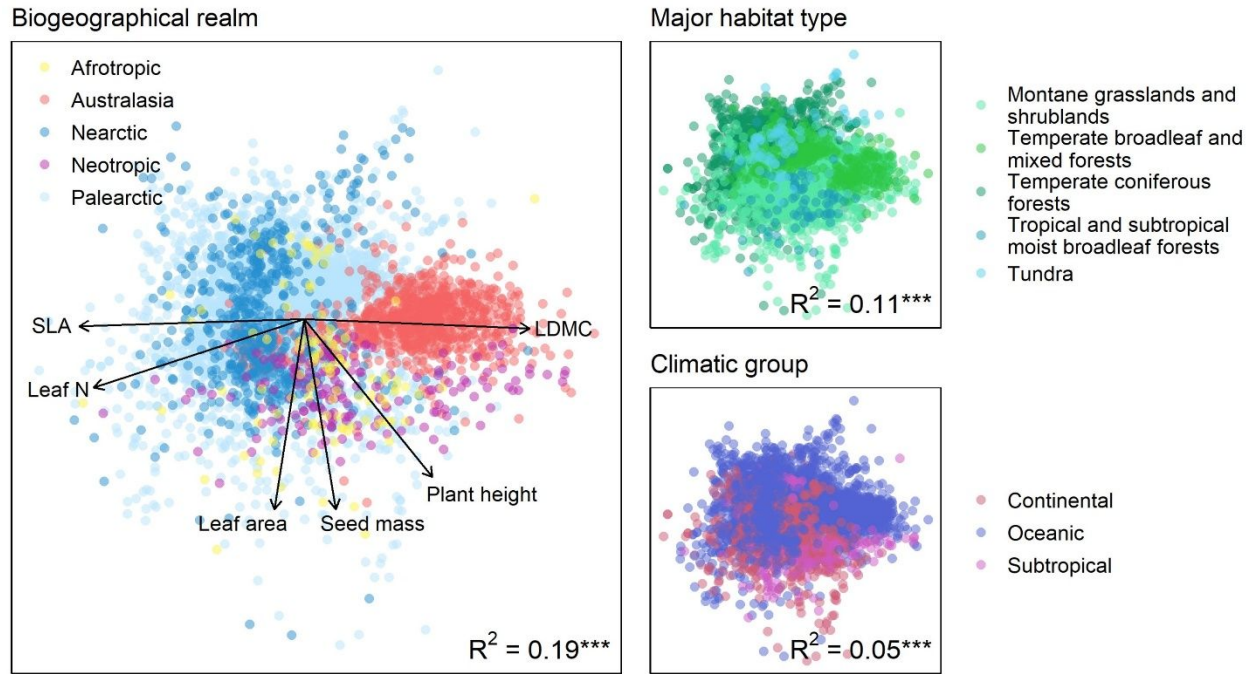 Biogeographical realm
Afrotropic
Australasia
Nearctic
Neotropic
Palearctic
SLA
LDMC
Leaf N
Plant height
Leaf area
Seed mass
R² = 0.19***
Major habitat type
R² = 0.11***
Montane grasslands and
shrublands
Temperate broadleaf and
mixed forests
Temperate coniferous
forests
Tropical and subtropical
moist broadleaf forests
Tundra
Climatic group
R² = 0.05***
Continental
Oceanic
Subtropical